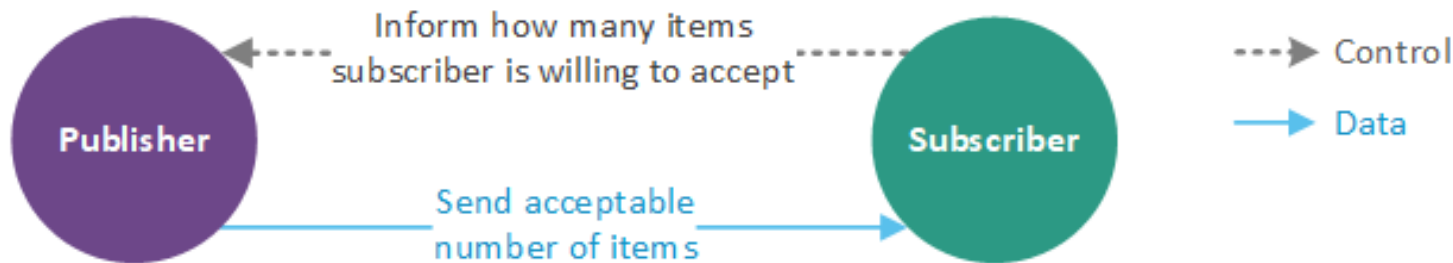 Inform how many items
subscriber is willing to accept
Control
Publisher
Subscriber
Data
Send acceptable
number of items